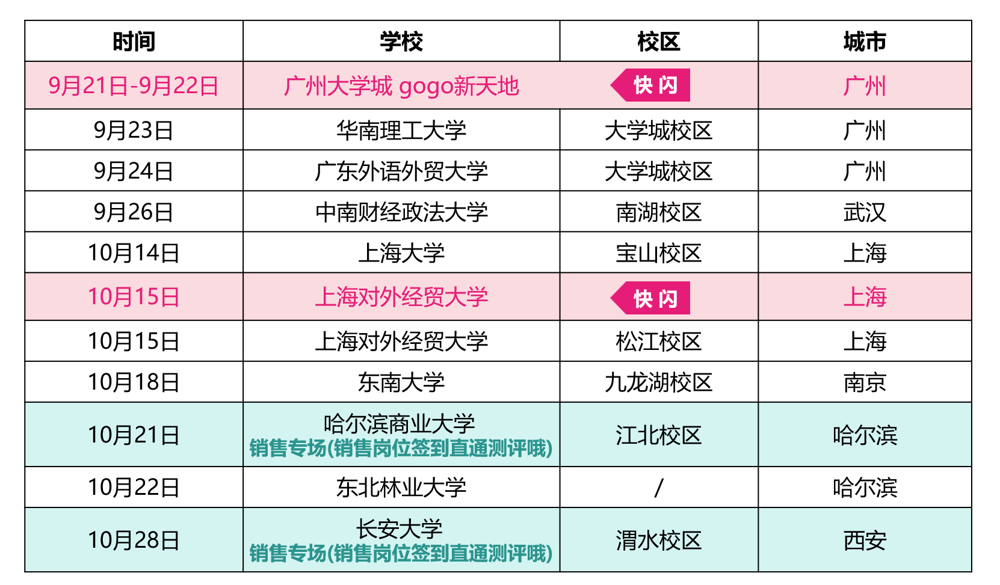 时间 学校 校区 城市
9月21日-9月22日 广州大学城 gogo新天地 快闪 广州
9月23日 华南理工大学 大学城校区 广州
9月24日 广东外语外贸大学 大学城校区 广州
9月26日 中南财经政法大学 南湖校区 武汉
10月14日 上海大学 宝山校区 上海
10月15日 上海对外经贸大学 快闪 上海
10月15日 上海对外经贸大学 松江校区 上海
10月18日 东南大学 九龙湖校区 南京
10月21日 哈尔滨商业大学 江北校区 哈尔滨
销售专场(销售岗位签到直通测评哦)
10月22日 东北林业大学 / 哈尔滨
10月28日 长安大学 渭水校区 西安
销售专场(销售岗位签到直通测评哦)